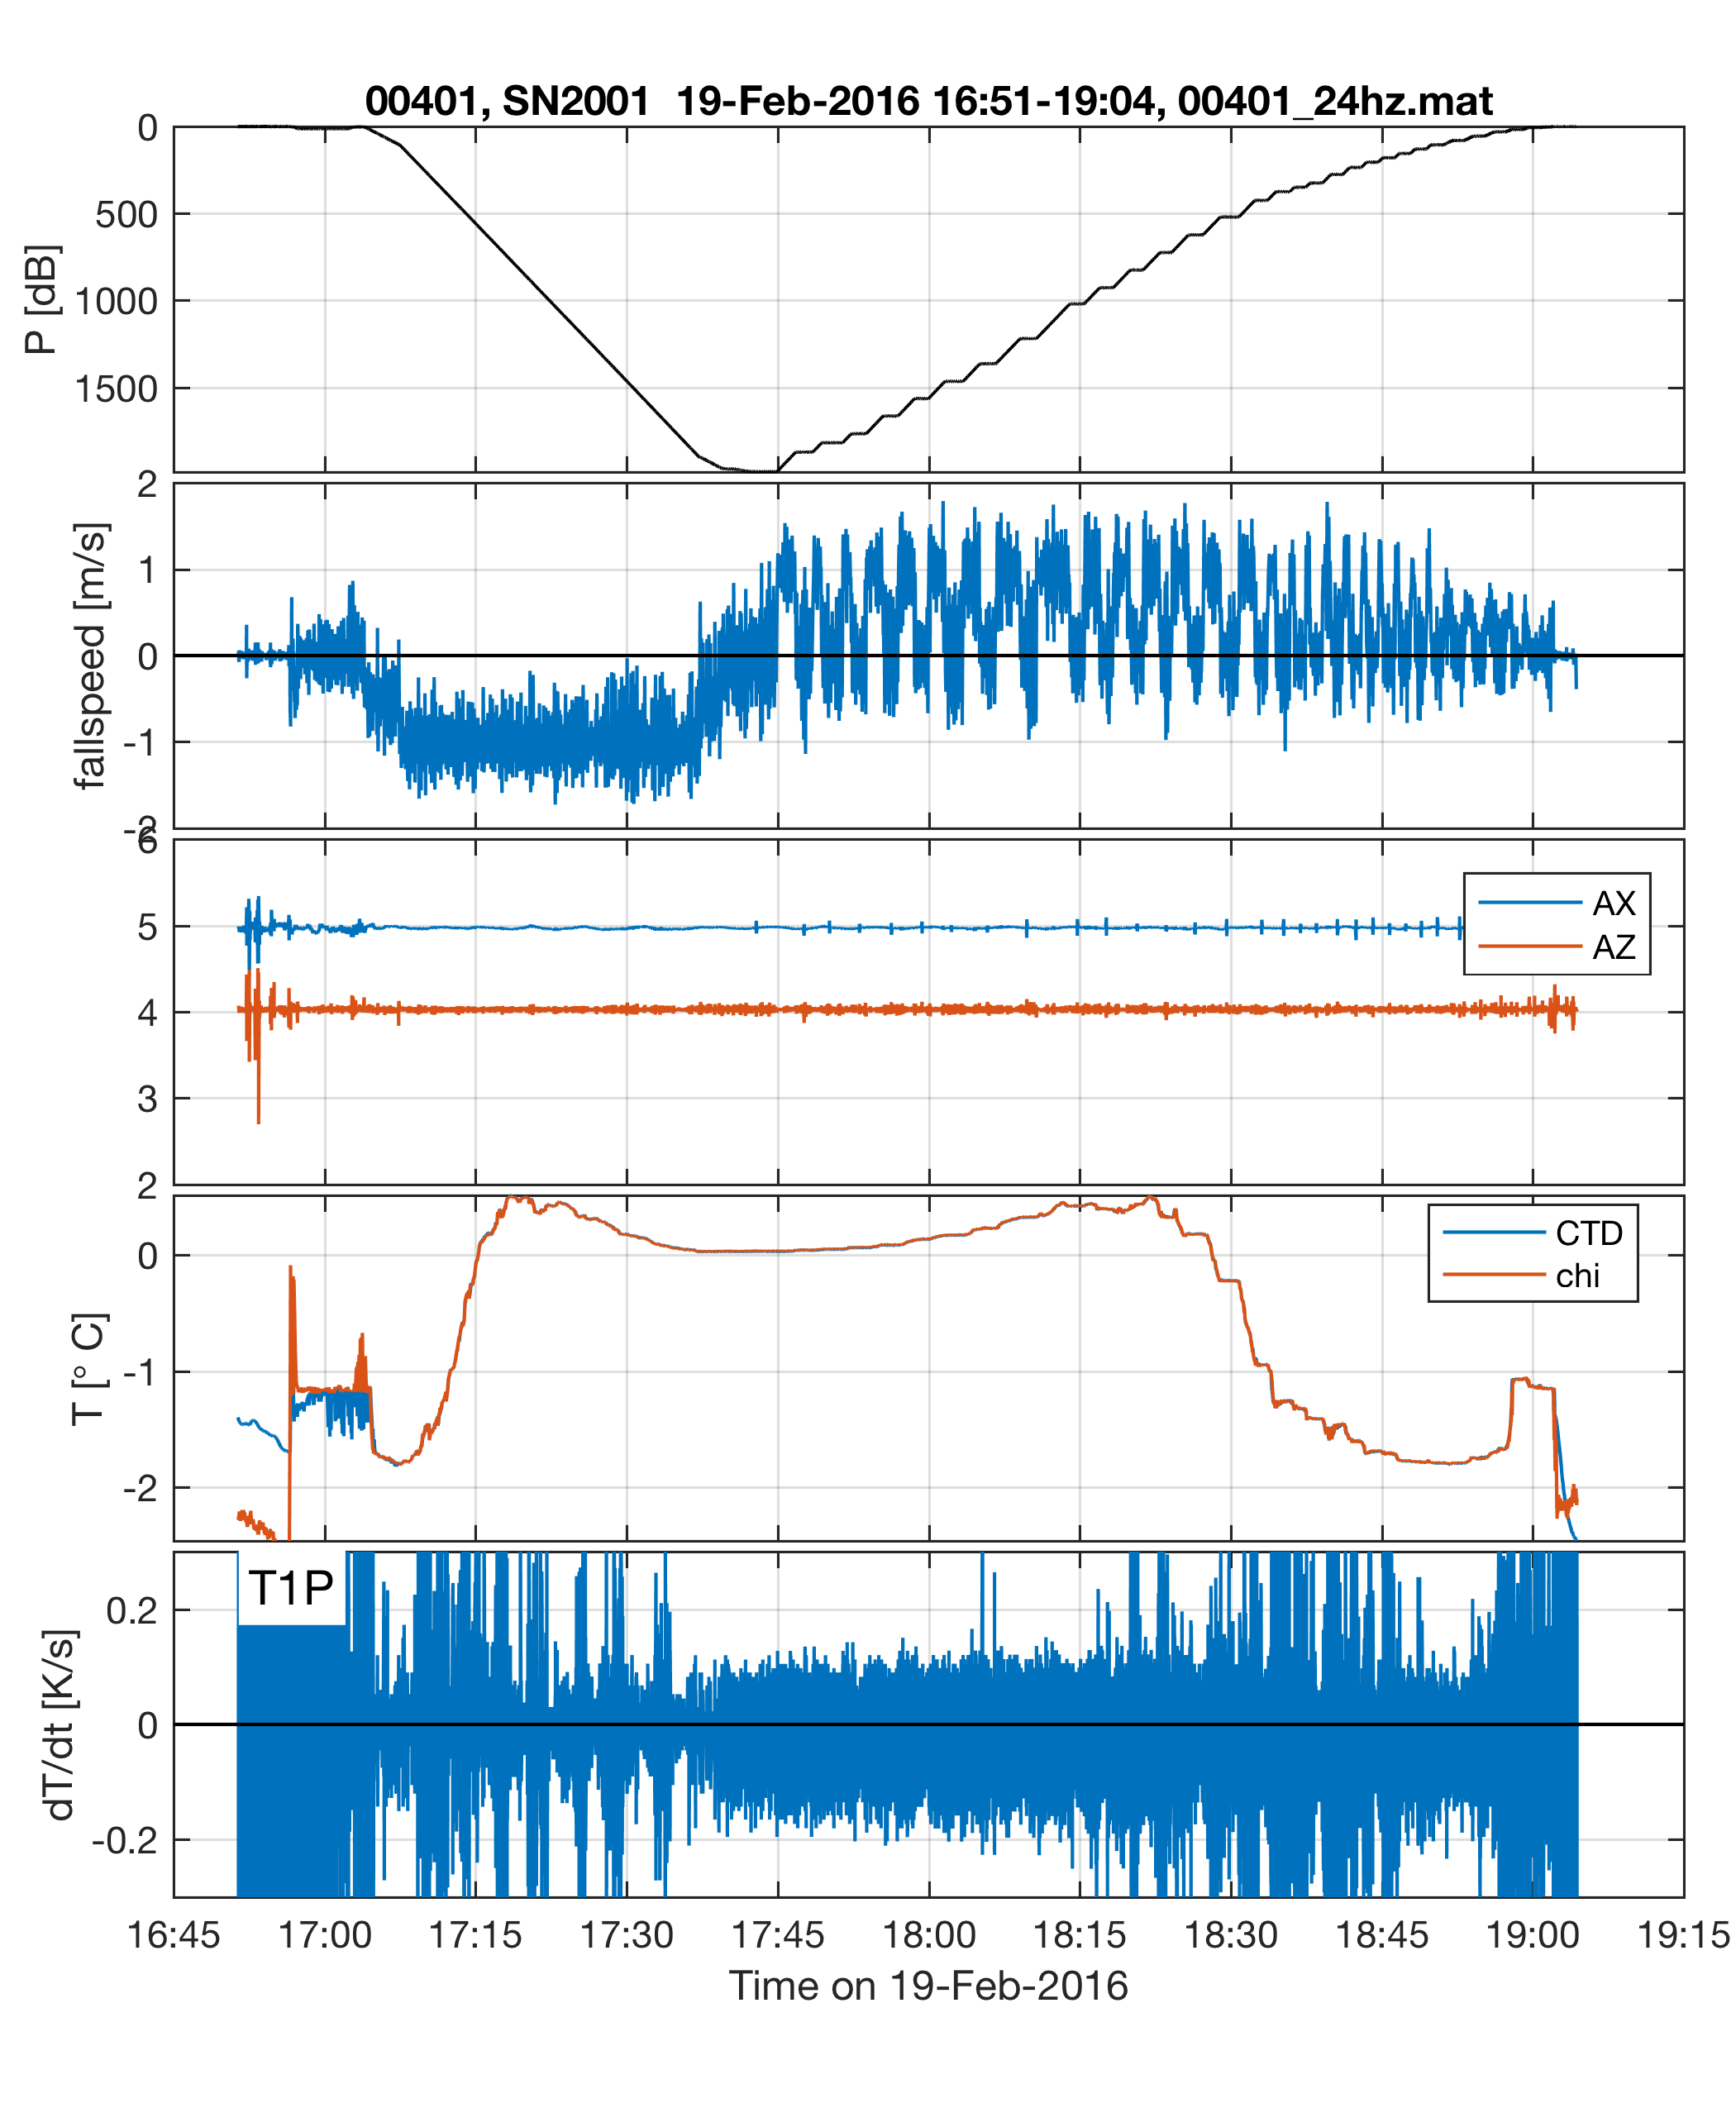 00401, SN2001  19-Feb-2016 16:51-19:04, 00401_24hz.mat
0
500
1000
1500
P [dB]
2
1
0
-1
-2
fallspeed [m/s]
6
5
4
3
2
AX
AZ
0
-1
-2
T [° C]
CTD
chi
T1P
0.2
0
-0.2
dT/dt [K/s]
16:45 17:00 17:15 17:30 17:45 18:00 18:15 18:30 18:45 19:00 19:15
Time on 19-Feb-2016